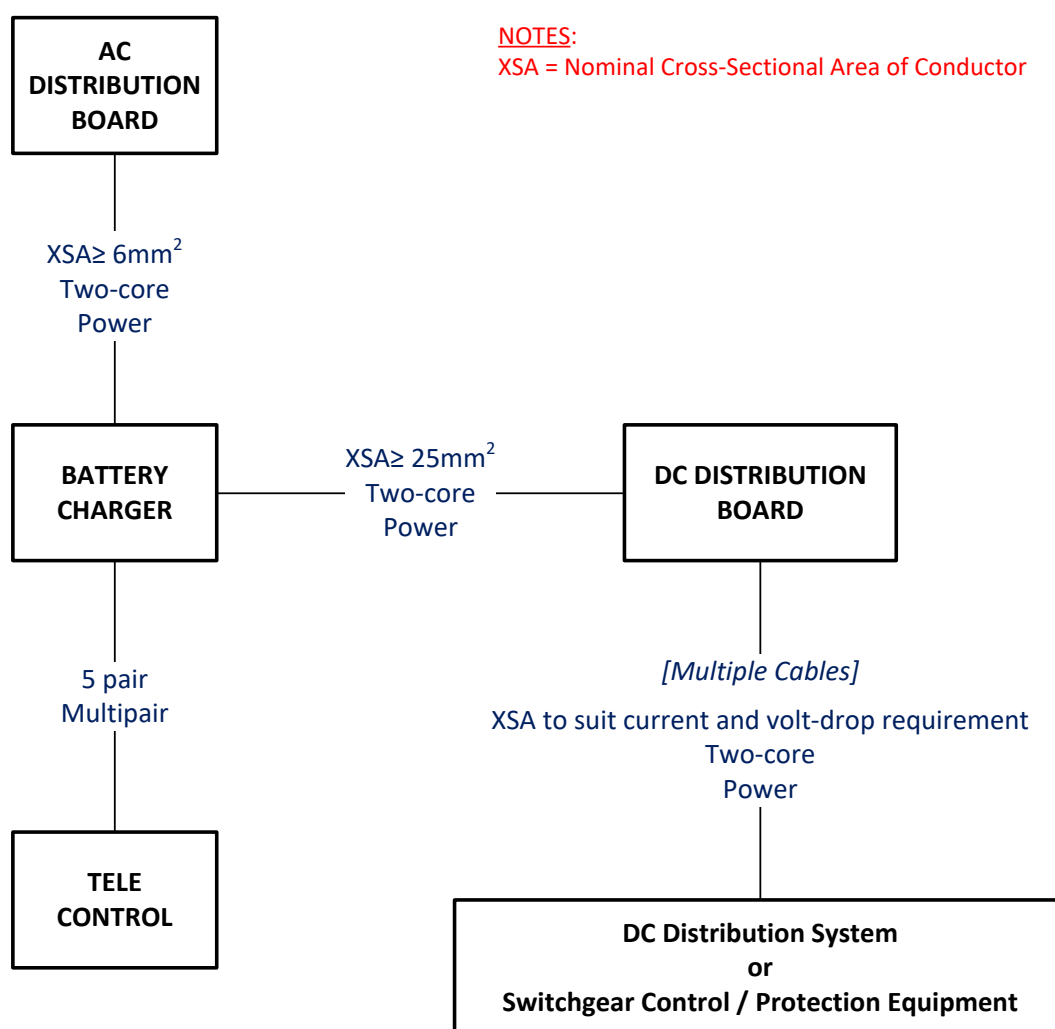 AC
DISTRIBUTION
BOARD
NOTES:
XSA = Nominal Cross-Sectional Area of Conductor
XSA≥ 6mm²
Two-core
Power
BATTERY
CHARGER
XSA≥ 25mm²
Two-core
Power
DC DISTRIBUTION
BOARD
5 pair
Multipair
[Multiple Cables]
XSA to suit current and volt-drop requirement
Two-core
Power
TELE
CONTROL
DC Distribution System
or
Switchgear Control / Protection Equipment